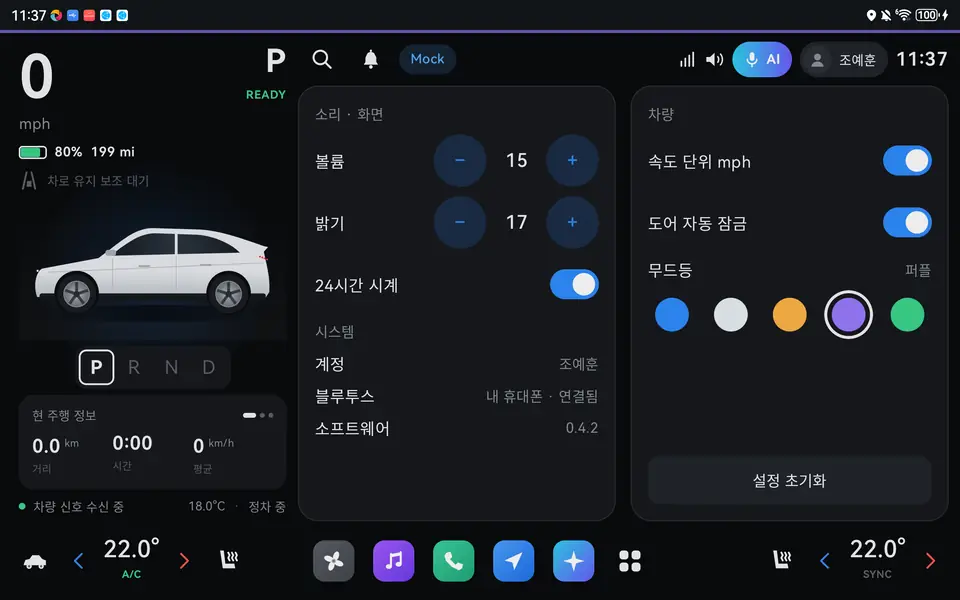 11:37
100
0
P
READY
mph
80% 199 mi
차로 유지 보조 대기
P R N D
현 주행 정보
0.0 km
0:00
0 km/h
거리
시간
평균
차량 신호 수신 중
18.0°C · 정차 중
Mock
AI
조예훈
11:37
소리 · 화면
볼륨
− 15 +
밝기
− 17 +
24시간 시계
시스템
계정
조예훈
블루투스
내 휴대폰 · 연결됨
소프트웨어
0.4.2
차량
속도 단위 mph
도어 자동 잠금
무드등
퍼플
설정 초기화
22.0°
A/C
22.0°
SYNC